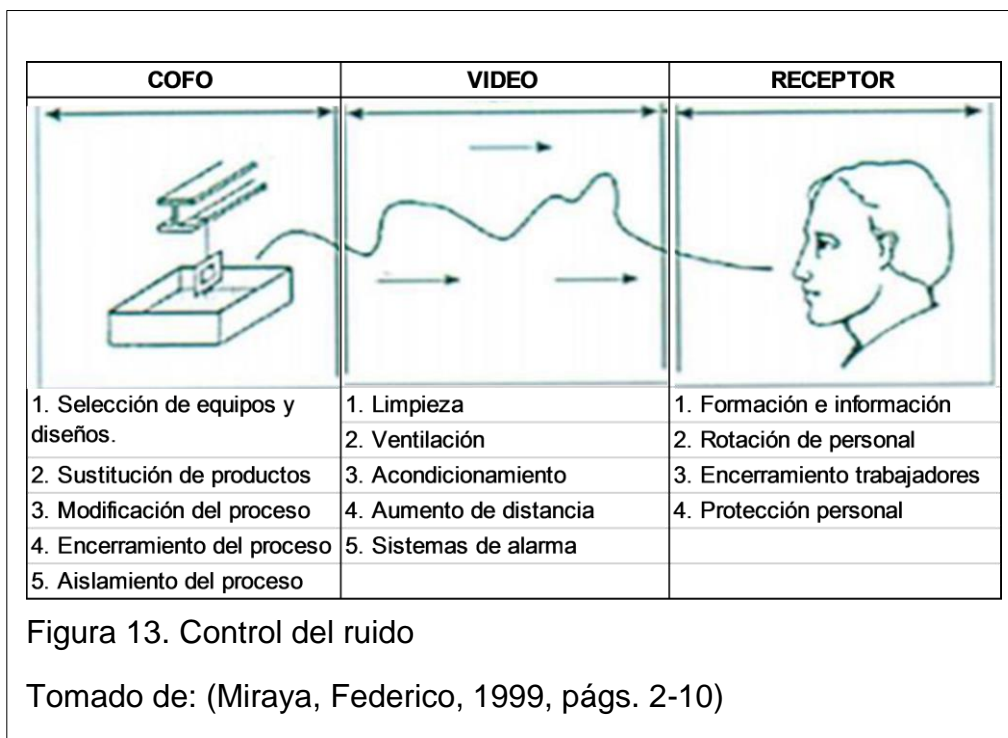 COFO
VIDEO
RECEPTOR
1. Selección de equipos y
diseños.
2. Sustitución de productos
3. Modificación del proceso
4. Encerramiento del proceso
5. Aislamiento del proceso
1. Limpieza
2. Ventilación
3. Acondicionamiento
4. Aumento de distancia
5. Sistemas de alarma
1. Formación e información
2. Rotación de personal
3. Encerramiento trabajadores
4. Protección personal
Figura 13. Control del ruido
Tomado de: (Miraya, Federico, 1999, págs. 2-10)